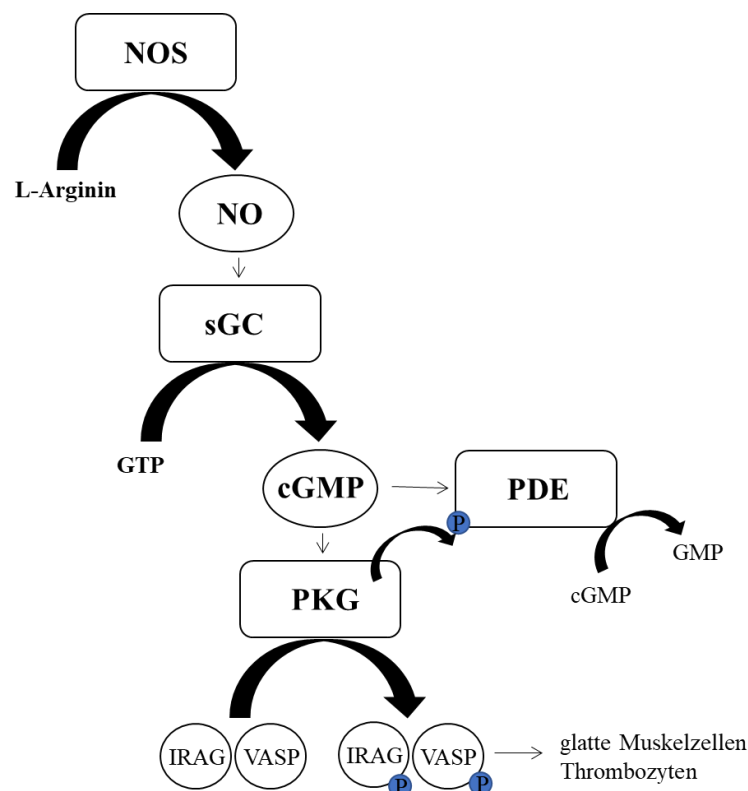 NOS
L-Arginin
NO
sGC
GTP
cGMP
PDE
P
GMP
cGMP
PKG
IRAG VASP
IRAG VASP
P P
glatte Muskelzellen
Thrombozyten